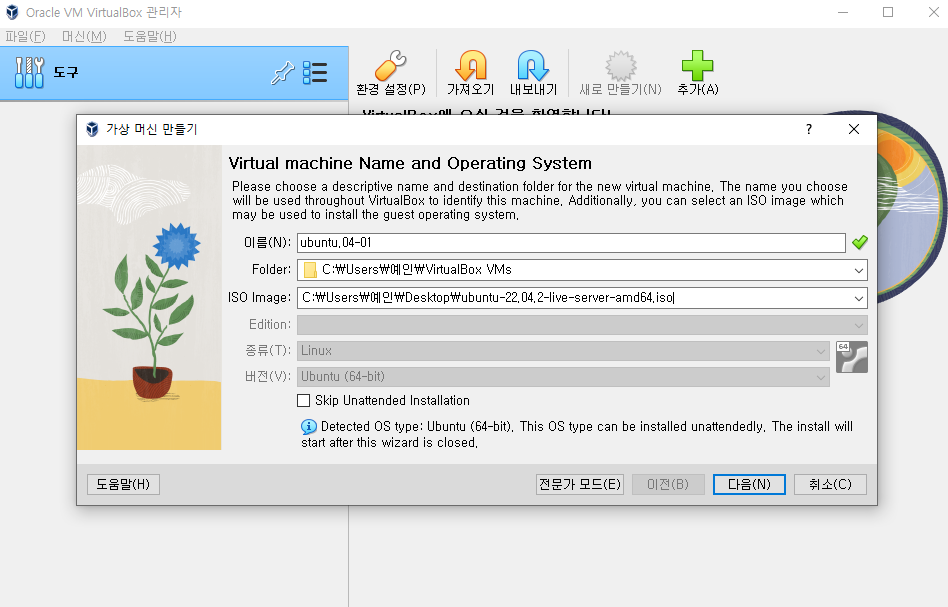 Oracle VM VirtualBox 관리자
파일(F) 머신(M) 도움말(H)
도구
환경 설정(P) 가져오기 내보내기 새로 만들기(N) 추가(A)
VirtualBox에 오신 것을 환영합니다!
가상 머신 만들기 ?
Virtual machine Name and Operating System
Please choose a descriptive name and destination folder for the new virtual machine. The name you choose
will be used throughout VirtualBox to identify this machine. Additionally, you can select an ISO image which
may be used to install the guest operating system.
이름(N): ubuntu.04-01
Folder: C:₩Users₩예인₩VirtualBox VMs
ISO Image: C:₩Users₩예인₩Desktop₩ubuntu-22.04.2-live-server-amd64.iso
Edition:
종류(T): Linux
64
버전(V): Ubuntu (64-bit)
Skip Unattended Installation
Detected OS type: Ubuntu (64-bit). This OS type can be installed unattendedly. The install will
start after this wizard is closed.
도움말(H) 전문가 모드(E) 이전(B) 다음(N) 취소(C)